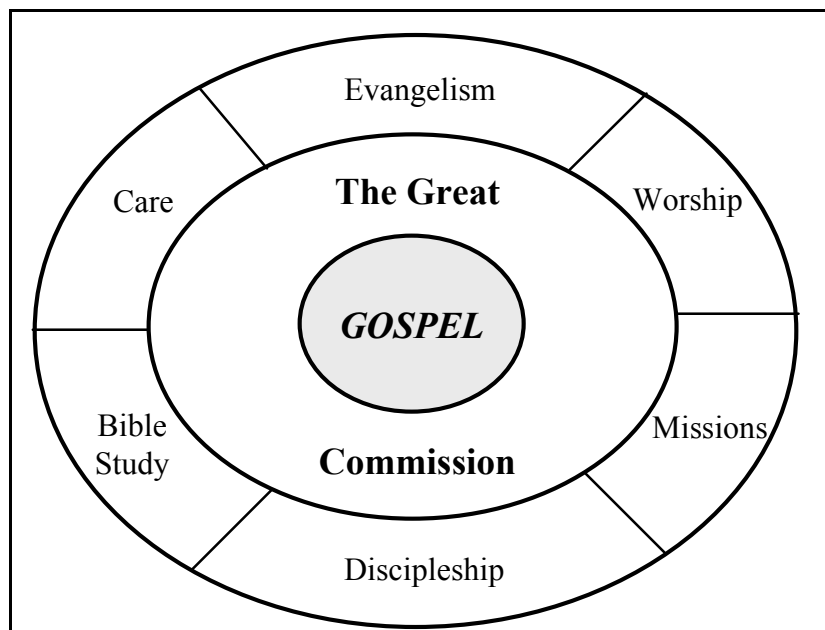 Evangelism
Care
The Great
Worship
GOSPEL
Bible
Study
Missions
Commission
Discipleship